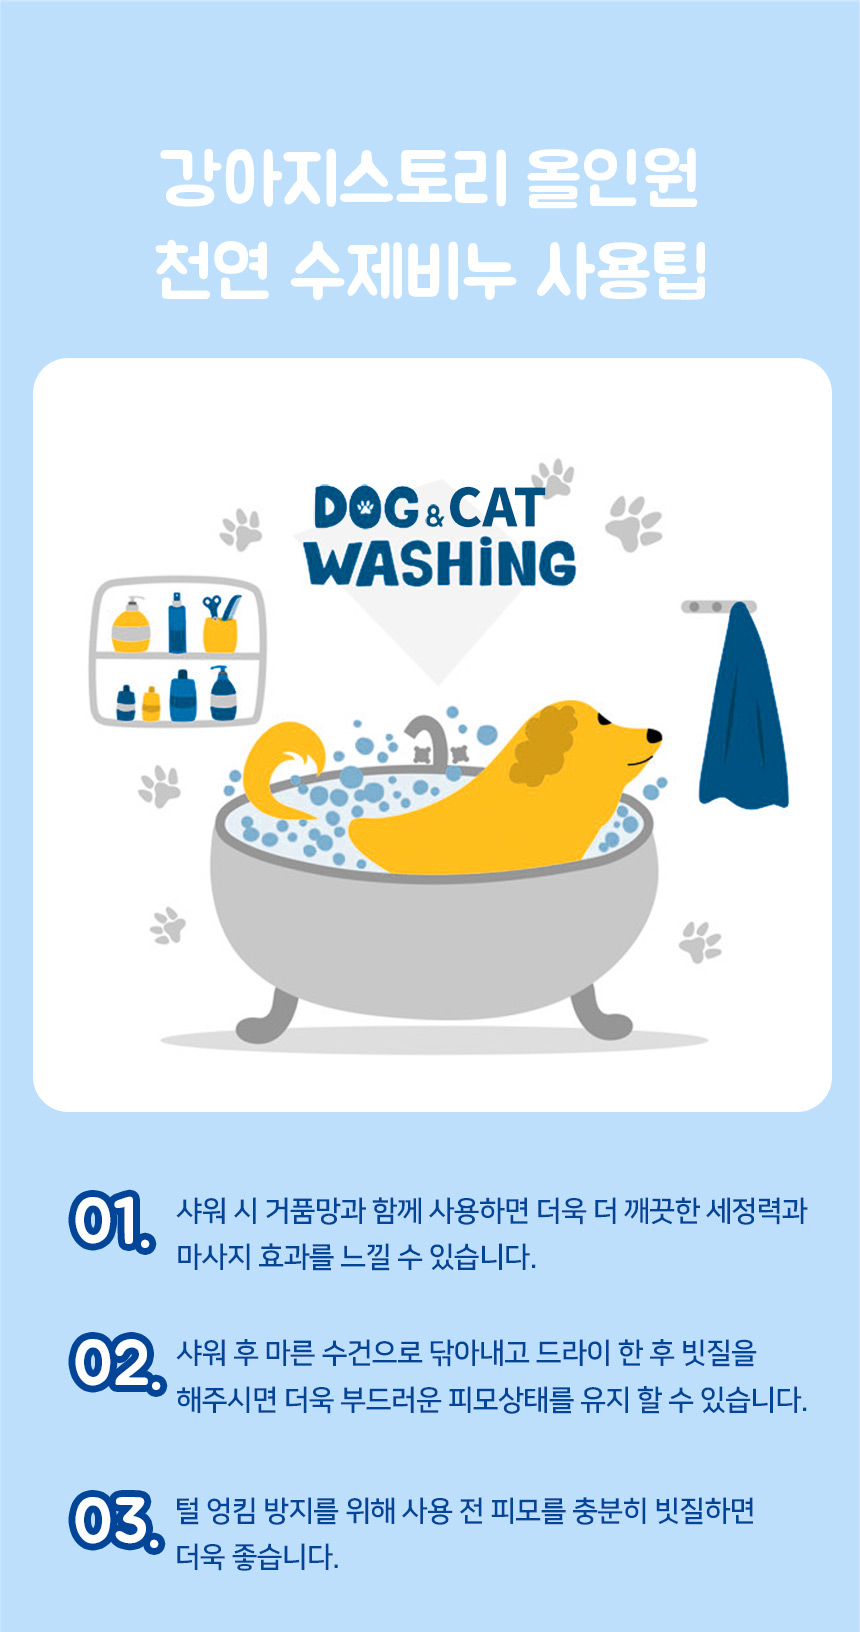 강아지스토리 올인원
천연 수제비누 사용팁
DOG & CAT
WASHiNG
01. 샤워 시 거품망과 함께 사용하면 더욱 더 깨끗한 세정력과
마사지 효과를 느낄 수 있습니다.
02. 샤워 후 마른 수건으로 닦아내고 드라이 한 후 빗질을
해주시면 더욱 부드러운 피모상태를 유지 할 수 있습니다.
03. 털 엉킴 방지를 위해 사용 전 피모를 충분히 빗질하면
더욱 좋습니다.